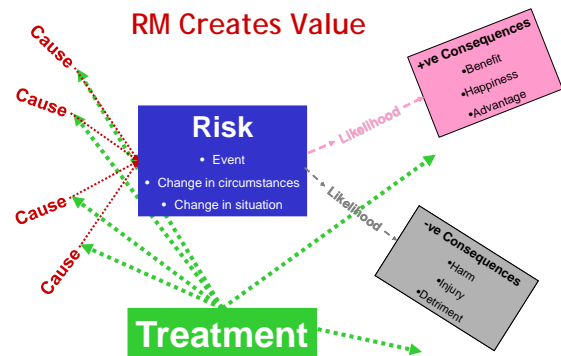 RM Creates Value
Cause
Cause
Cause
Cause
Risk
• Event
• Change in circumstances
• Change in situation
Likelihood
Likelihood
+ve Consequences
•Benefit
•Happiness
•Advantage
-ve Consequences
•Harm
•Injury
•Detriment
Treatment